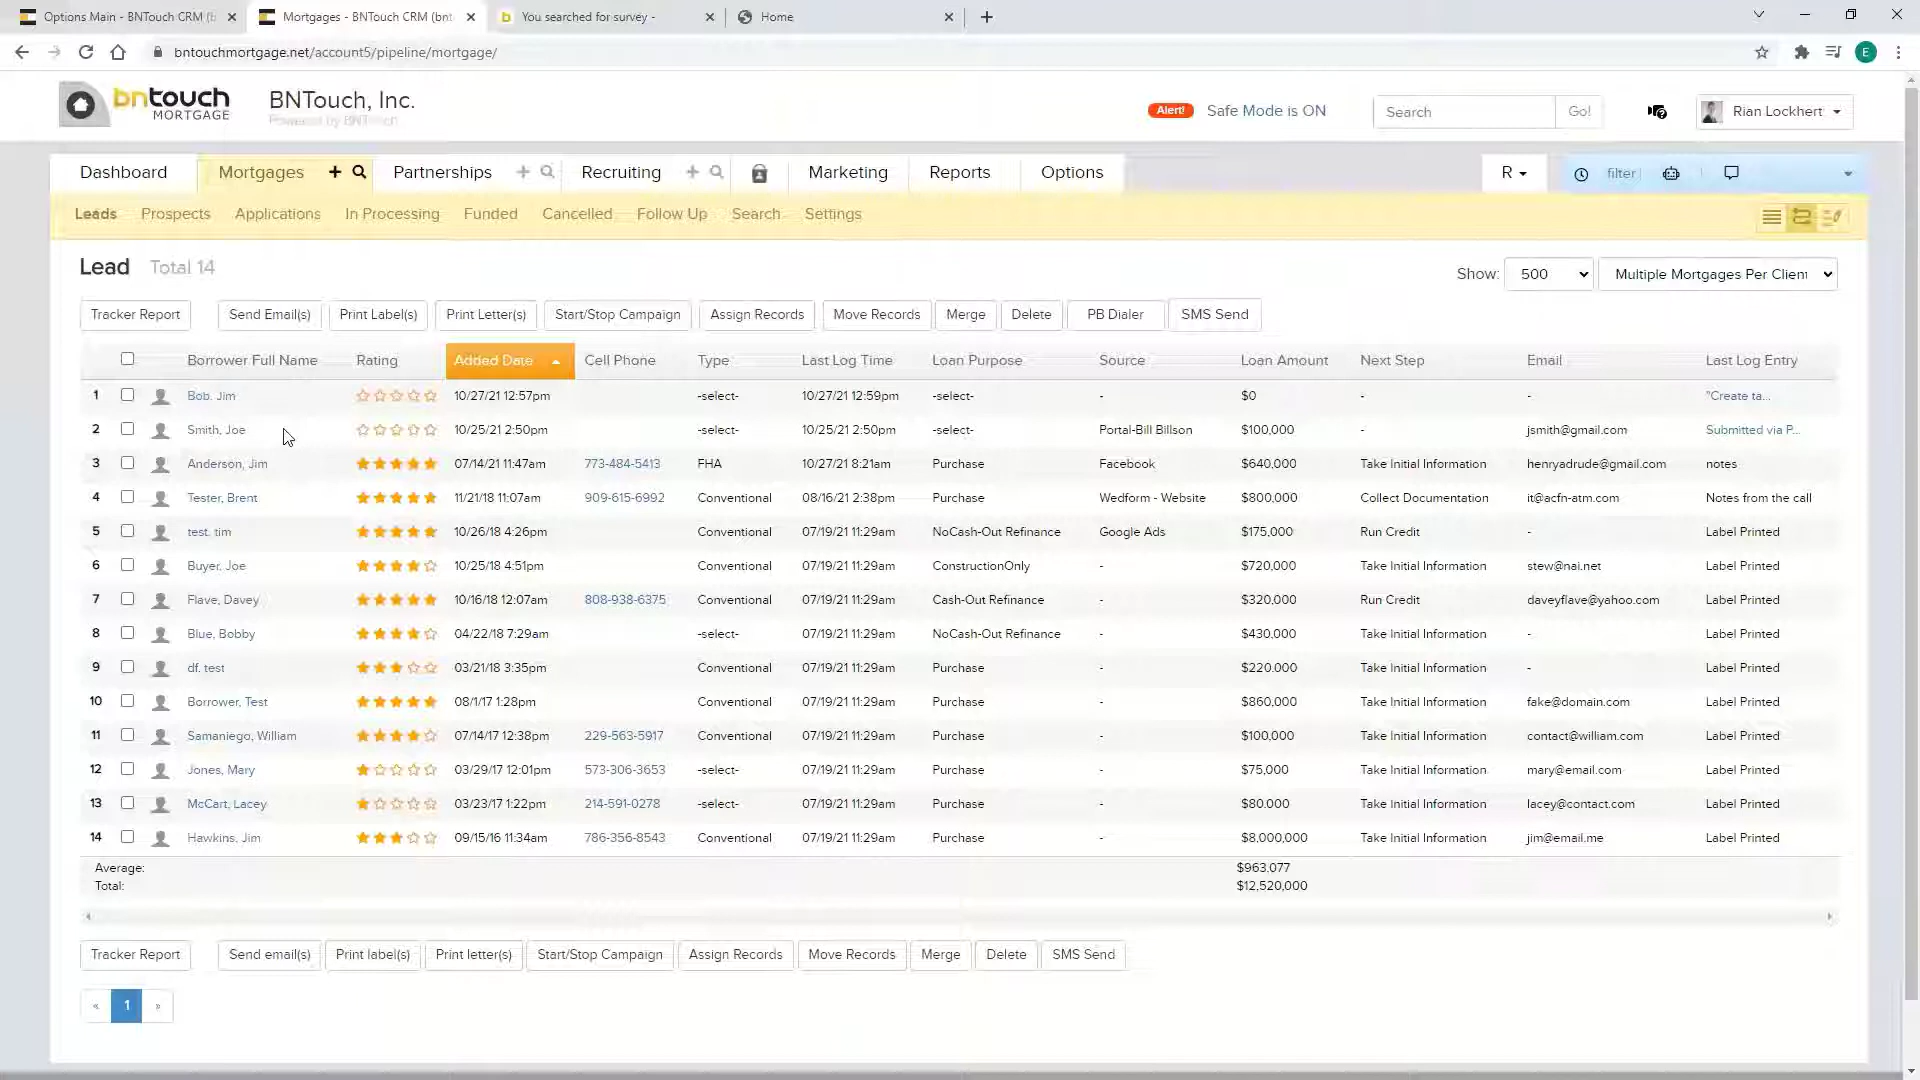 Options Main - BNTouch CRM (b
Mortgages - BNTouch CRM (bnt
You searched for survey -
Home
bntouchmortgage.net/account5/pipeline/mortgage/
bntouch
MORTGAGE
BNTouch, Inc.
Powered by BNTouch
Alert! Safe Mode is ON
Search Go!
Rian Lockhert
Dashboard Mortgages Partnerships Recruiting Marketing Reports Options R filter
Leads Prospects Applications In Processing Funded Cancelled Follow Up Search Settings
Lead Total 14
Show: 500 Multiple Mortgages Per Clien
Tracker Report Send Email(s) Print Label(s) Print Letter(s) Start/Stop Campaign Assign Records Move Records Merge Delete PB Dialer SMS Send
Borrower Full Name Rating Added Date Cell Phone Type Last Log Time Loan Purpose Source Loan Amount Next Step Email Last Log Entry
1 Bob. Jim 10/27/21 12:57pm -select- 10/27/21 12:59pm -select- - $0 - - "Create ta...
2 Smith, Joe 10/25/21 2:50pm -select- 10/25/21 2:50pm -select- Portal-Bill Billson $100,000 - jsmith@gmail.com Submitted via P...
3 Anderson, Jim 07/14/21 11:47am 773-484-5413 FHA 10/27/21 8:21am Purchase Facebook $640,000 Take Initial Information henryadrude@gmail.com notes
4 Tester, Brent 11/21/18 11:07am 909-615-6992 Conventional 08/16/21 2:38pm Purchase Wedform - Website $800,000 Collect Documentation it@acfn-atm.com Notes from the call
5 test. tim 10/26/18 4:26pm Conventional 07/19/21 11:29am NoCash-Out Refinance Google Ads $175,000 Run Credit - Label Printed
6 Buyer, Joe 10/25/18 4:51pm Conventional 07/19/21 11:29am ConstructionOnly - $720,000 Take Initial Information stew@nai.net Label Printed
7 Flave, Davey 10/16/18 12:07am 808-938-6375 Conventional 07/19/21 11:29am Cash-Out Refinance - $320,000 Run Credit daveyflave@yahoo.com Label Printed
8 Blue, Bobby 04/22/18 7:29am -select- 07/19/21 11:29am NoCash-Out Refinance - $430,000 Take Initial Information - Label Printed
9 df. test 03/21/18 3:35pm Conventional 07/19/21 11:29am Purchase - $220.000 Take Initial Information - Label Printed
10 Borrower, Test 08/1/17 1:28pm Conventional 07/19/21 11:29am Purchase - $860,000 Take Initial Information fake@domain.com Label Printed
11 Samaniego, William 07/14/17 12:38pm 229-563-5917 Conventional 07/19/21 11:29am Purchase - $100,000 Take Initial Information contact@william.com Label Printed
12 Jones, Mary 03/29/17 12:01pm 573-306-3653 -select- 07/19/21 11:29am Purchase - $75,000 Take Initial Information mary@email.com Label Printed
13 McCart, Lacey 03/23/17 1:22pm 214-591-0278 -select- 07/19/21 11:29am Purchase - $80.000 Take Initial Information lacey@contact.com Label Printed
14 Hawkins, Jim 09/15/16 11:34am 786-356-8543 Conventional 07/19/21 11:29am Purchase - $8,000,000 Take Initial Information jim@email.me Label Printed
Average: $963.077
Total: $12,520,000
Tracker Report Send email(s) Print label(s) Print letter(s) Start/Stop Campaign Assign Records Move Records Merge Delete SMS Send
« 1 »